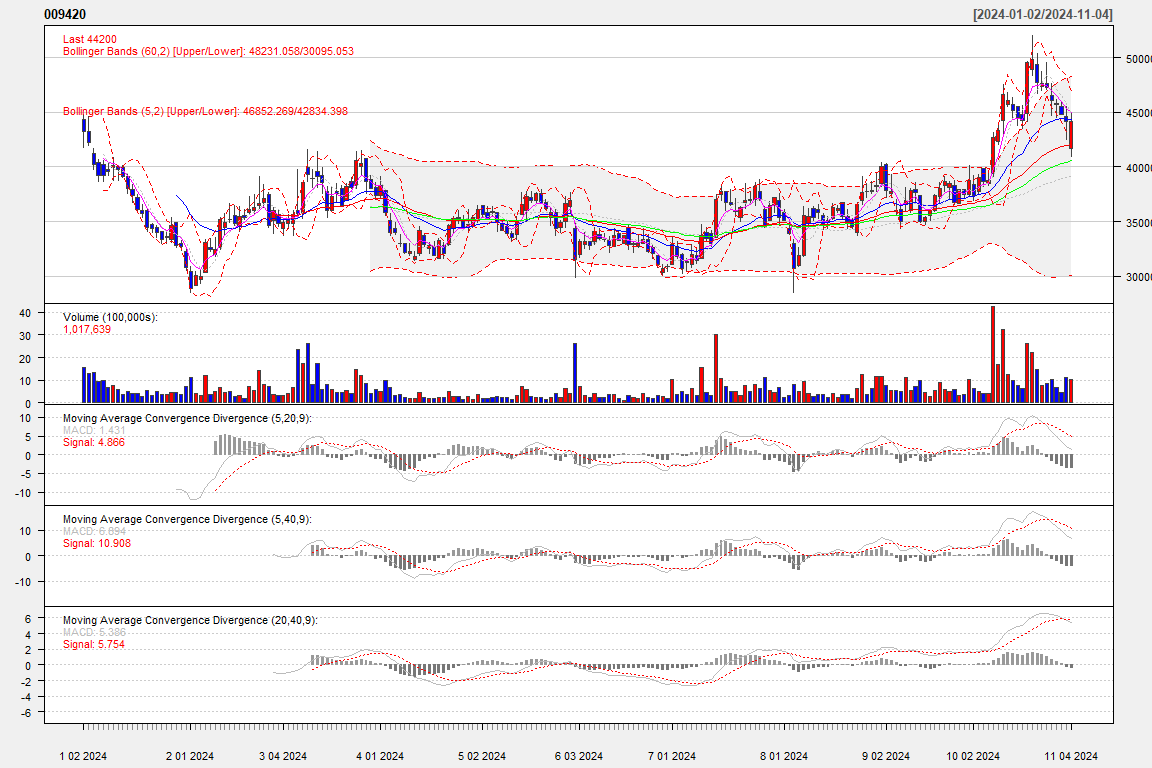 009420 [2024-01-02/2024-11-04]
Last 44200
Bollinger Bands (60,2) [Upper/Lower]: 48231.058/30095.053
Bollinger Bands (5,2) [Upper/Lower]: 46852.269/42834.398
50000
45000
40000
35000
30000
Volume (100,000s):
1,017,639
40
30
20
10
0
Moving Average Convergence Divergence (5,20,9):
MACD: 1.431
Signal: 4.866
10
5
0
-5
-10
Moving Average Convergence Divergence (5,40,9):
MACD: 6.894
Signal: 10.908
10
0
-10
Moving Average Convergence Divergence (20,40,9):
MACD: 5.386
Signal: 5.754
6
4
2
0
-2
-4
-6
1 02 2024 2 01 2024 3 04 2024 4 01 2024 5 02 2024 6 03 2024 7 01 2024 8 01 2024 9 02 2024 10 02 2024 11 04 2024